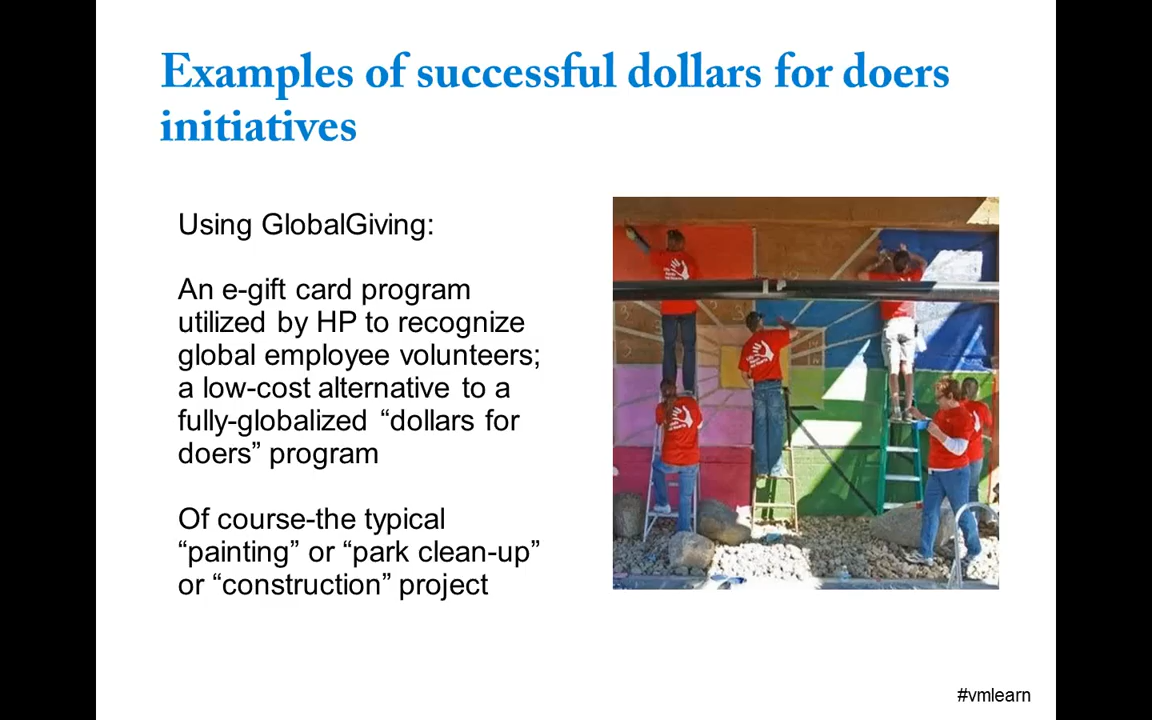 Examples of successful dollars for doers
initiatives
Using GlobalGiving:
An e-gift card program
utilized by HP to recognize
global employee volunteers;
a low-cost alternative to a
fully-globalized “dollars for
doers” program
Of course-the typical
“painting” or “park clean-up”
or “construction” project
#vmlearn